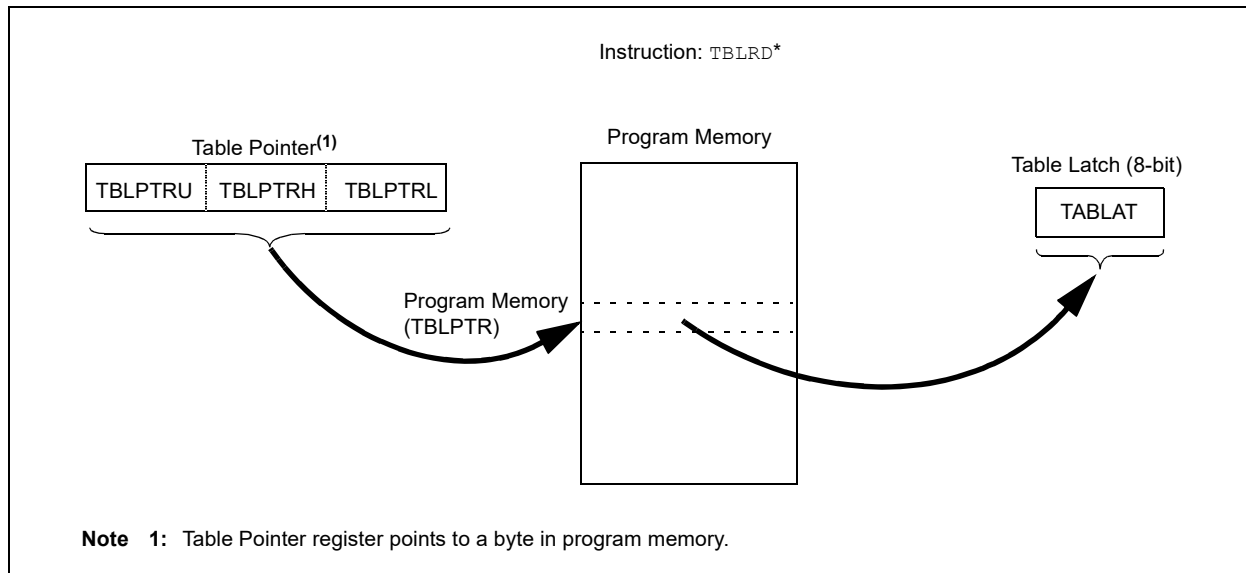 Instruction: TBLRD*
Table Pointer(1)
TBLPTRU TBLPTRH TBLPTRL
Program Memory
Table Latch (8-bit)
TABLAT
Program Memory
(TBLPTR)
Note 1: Table Pointer register points to a byte in program memory.